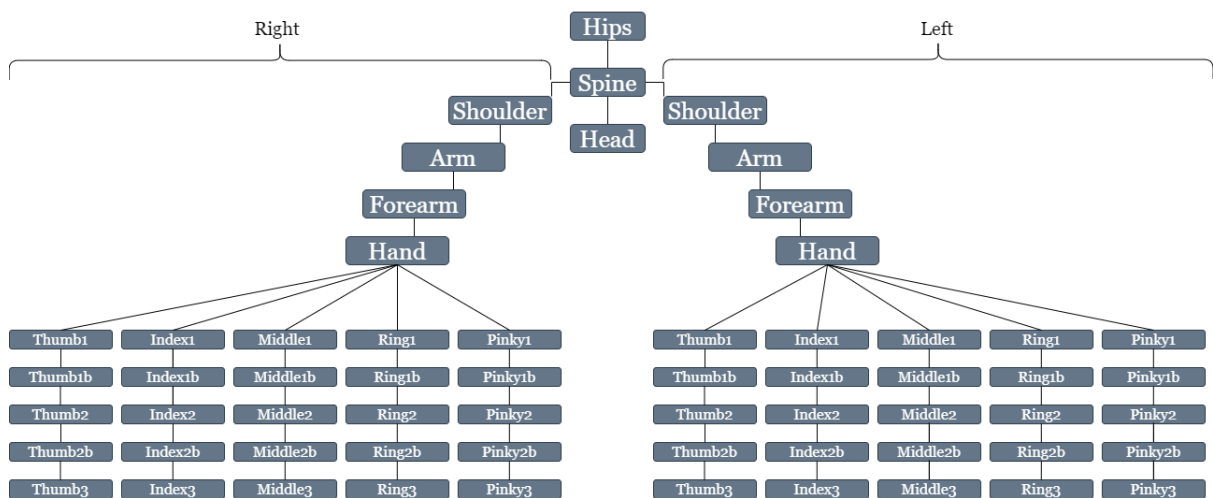 Hips
Right
Left
Spine
Shoulder
Shoulder
Head
Arm
Arm
Forearm
Forearm
Hand
Hand
Thumb1 Index1 Middle1 Ring1 Pinky1 Thumb1 Index1 Middle1 Ring1 Pinky1
Thumb1b Index1b Middle1b Ring1b Pinky1b Thumb1b Index1b Middle1b Ring1b Pinky1b
Thumb2 Index2 Middle2 Ring2 Pinky2 Thumb2 Index2 Middle2 Ring2 Pinky2
Thumb2b Index2b Middle2b Ring2b Pinky2b Thumb2b Index2b Middle2b Ring2b Pinky2b
Thumb3 Index3 Middle3 Ring3 Pinky3 Thumb3 Index3 Middle3 Ring3 Pinky3